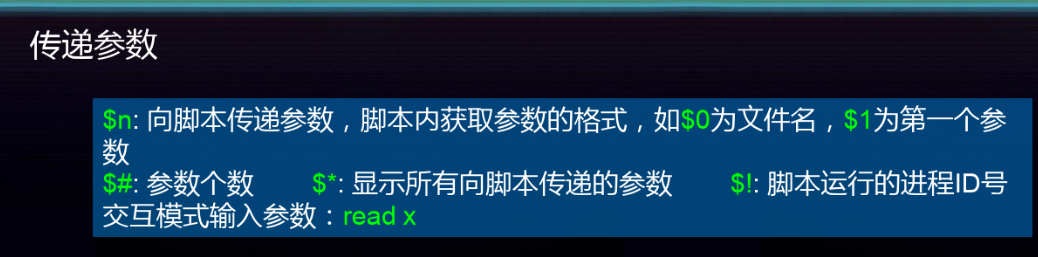 传递参数
$n: 向脚本传递参数，脚本内获取参数的格式，如$0为文件名，$1为第一个参
数
$#: 参数个数 $*: 显示所有向脚本传递的参数 $!: 脚本运行的进程ID号
交互模式输入参数：read x